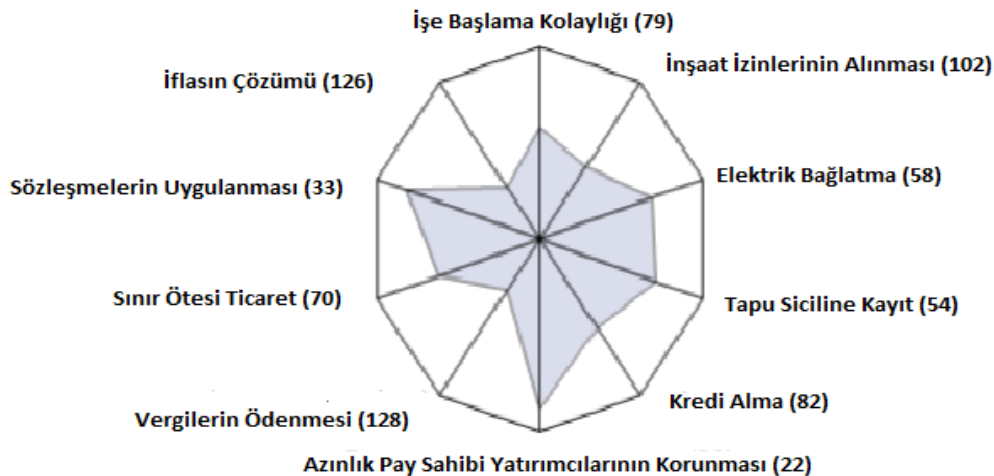 İşe Başlama Kolaylığı (79)
İnşaat İzinlerinin Alınması (102)
İflasın Çözümü (126)
Elektrik Bağlatma (58)
Sözleşmelerin Uygulanması (33)
Sınır Ötesi Ticaret (70)
Tapu Siciline Kayıt (54)
Kredi Alma (82)
Vergilerin Ödenmesi (128)
Azınlık Pay Sahibi Yatırımcılarının Korunması (22)